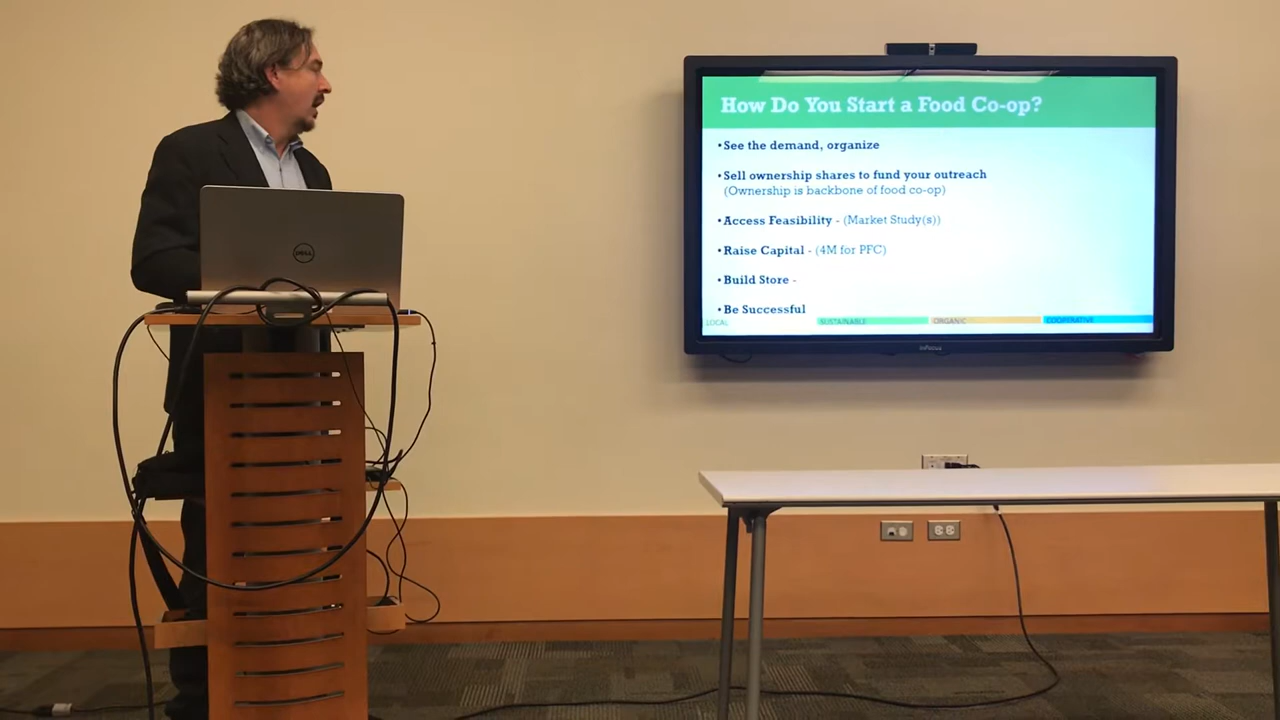 How Do You Start a Food Co-op?
•See the demand, organize
•Sell ownership shares to fund your outreach
(Ownership is backbone of food co-op)
•Access Feasibility - (Market Study(s))
•Raise Capital - (4M for PFC)
•Build Store -
•Be Successful
LOCAL SUSTAINABLE ORGANIC COOPERATIVE
InFocus
DELL